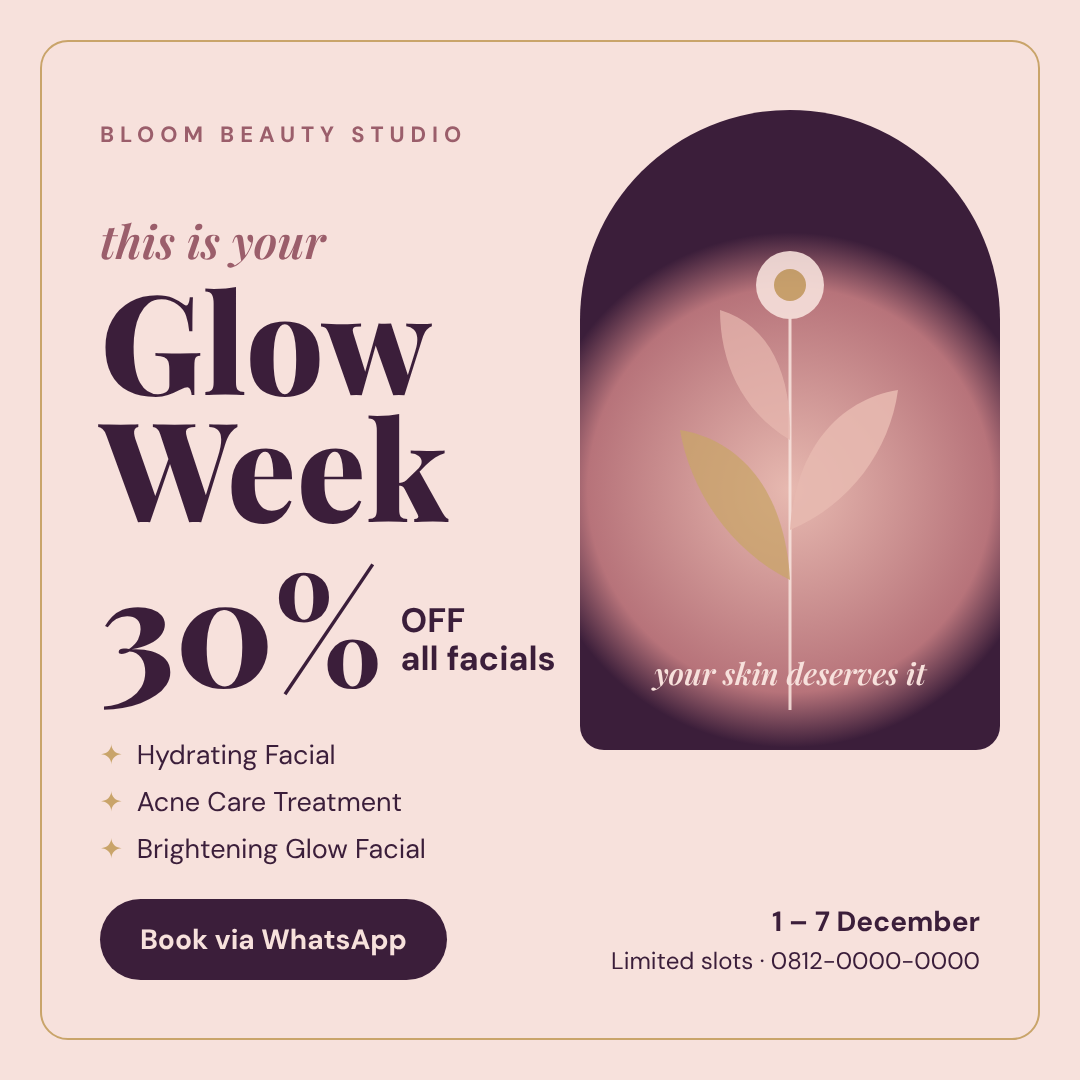 BLOOM BEAUTY STUDIO
this is your
Glow
Week
30% OFF
all facials
✦ Hydrating Facial
✦ Acne Care Treatment
✦ Brightening Glow Facial
Book via WhatsApp
your skin deserves it
1 – 7 December
Limited slots · 0812-0000-0000